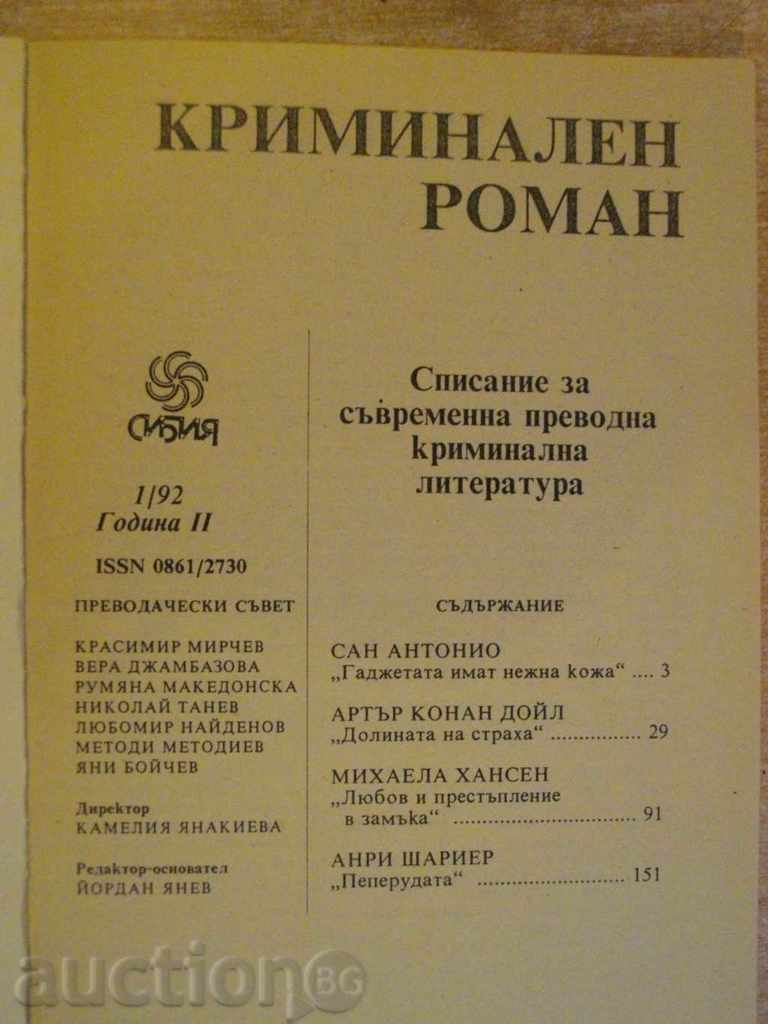 КРИМИНАЛЕН
РОМАН
СИБИЯ
1/92
Година II
ISSN 0861/2730
ПРЕВОДАЧЕСКИ СЪВЕТ
КРАСИМИР МИРЧЕВ
ВЕРА ДЖАМБАЗОВА
РУМЯНА МАКЕДОНСКА
НИКОЛАЙ ТАНЕВ
ЛЮБОМИР НАЙДЕНОВ
МЕТОДИ МЕТОДИЕВ
ЯНИ БОЙЧЕВ
Директор
КАМЕЛИЯ ЯНАКИЕВА
Редактор-основател
ЙОРДАН ЯНЕВ
Списание за
съвременна преводна
криминална
литература
СЪДЪРЖАНИЕ
САН АНТОНИО
„Гаджетата имат нежна кожа“ .... 3
АРТЪР КОНАН ДОЙЛ
„Долината на страха“ ................ 29
МИХАЕЛА ХАНСЕН
„Любов и престъпление
в замъка“ ................................ 91
АНРИ ШАРИЕР
„Пеперудата“ .......................... 151
auction BG